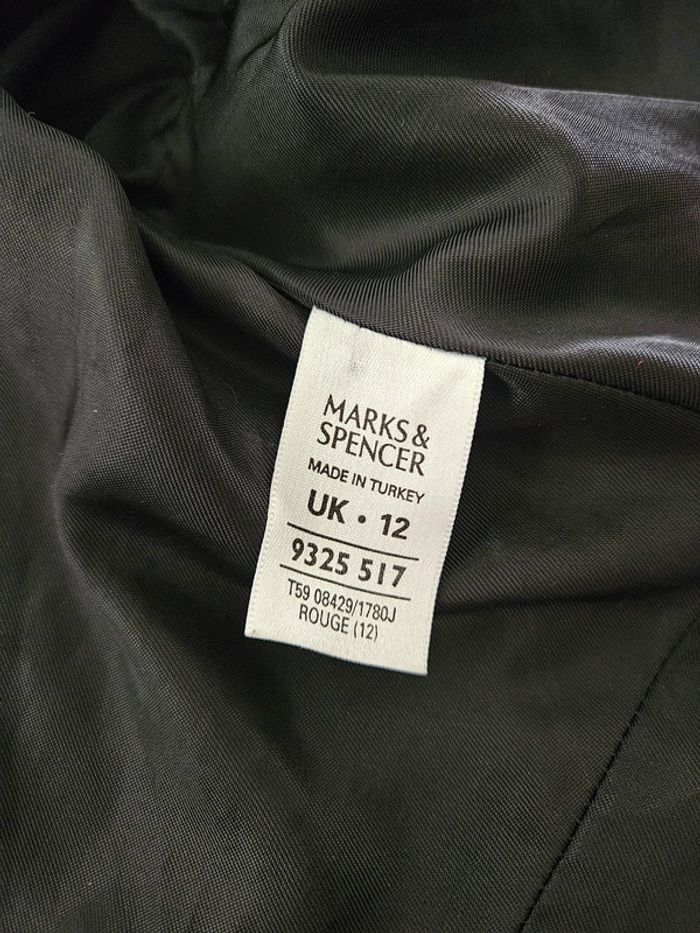 MARKS &
SPENCER
MADE IN TURKEY
UK • 12
9325 517
T59 08429/1780J
ROUGE (12)